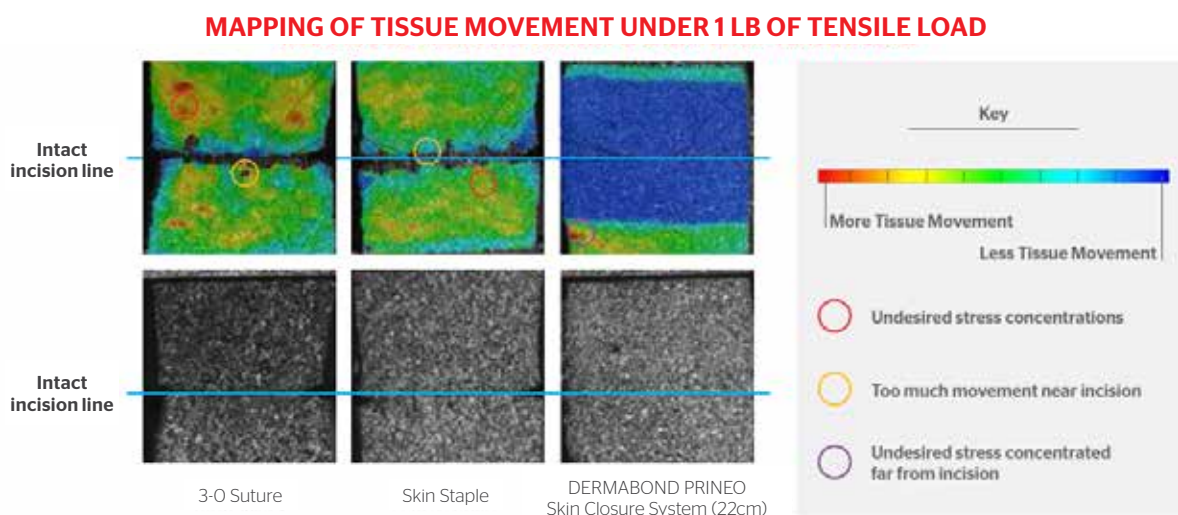 MAPPING OF TISSUE MOVEMENT UNDER 1 LB OF TENSILE LOAD
Intact
incision line
Intact
incision line
3-0 Suture
Skin Staple
DERMABOND PRINEO
Skin Closure System (22cm)
Key
More Tissue Movement
Less Tissue Movement
Undesired stress concentrations
Too much movement near incision
Undesired stress concentrated
far from incision